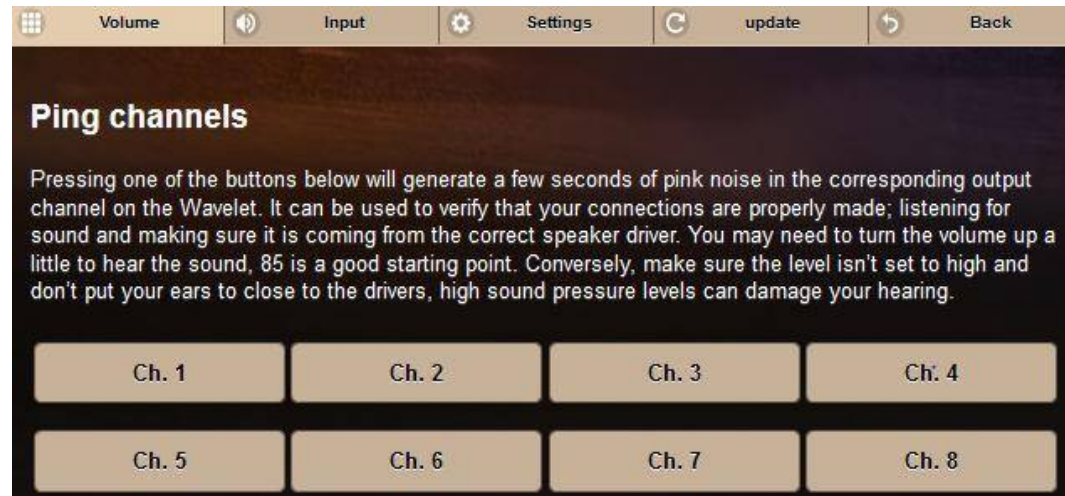 Volume Input Settings update Back
Ping channels
Pressing one of the buttons below will generate a few seconds of pink noise in the corresponding output
channel on the Wavelet. It can be used to verify that your connections are properly made; listening for
sound and making sure it is coming from the correct speaker driver. You may need to turn the volume up a
little to hear the sound, 85 is a good starting point. Conversely, make sure the level isn't set to high and
don't put your ears to close to the drivers, high sound pressure levels can damage your hearing.
Ch. 1 Ch. 2 Ch. 3 Ch. 4
Ch. 5 Ch. 6 Ch. 7 Ch. 8